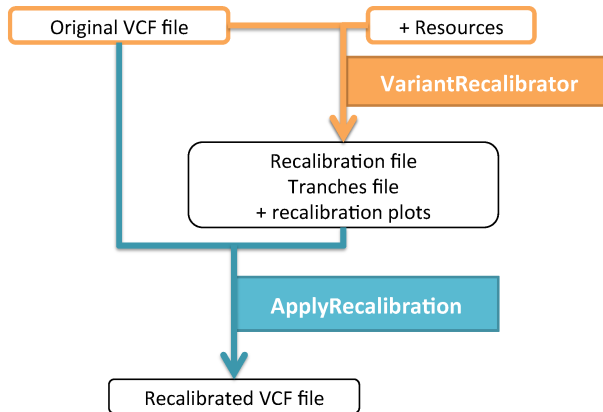 Original VCF file
+ Resources
VariantRecalibrator
Recalibration file
Tranches file
+ recalibration plots
ApplyRecalibration
Recalibrated VCF file